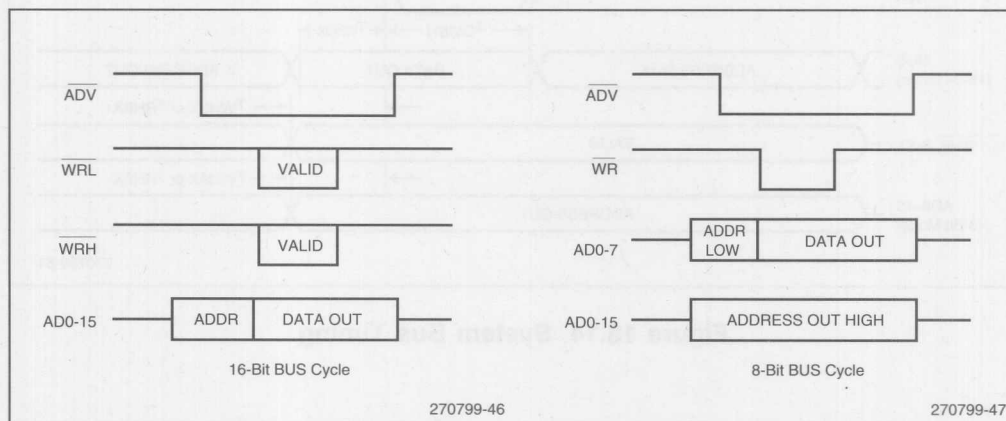 ADV
WRL
VALID
WRH
VALID
AD0-15
ADDR
DATA OUT
16-Bit BUS Cycle
270799-46
ADV
WR
AD0-7
ADDR
LOW
DATA OUT
AD9-15
ADDRESS OUT HIGH
8-Bit BUS Cycle
270799-47